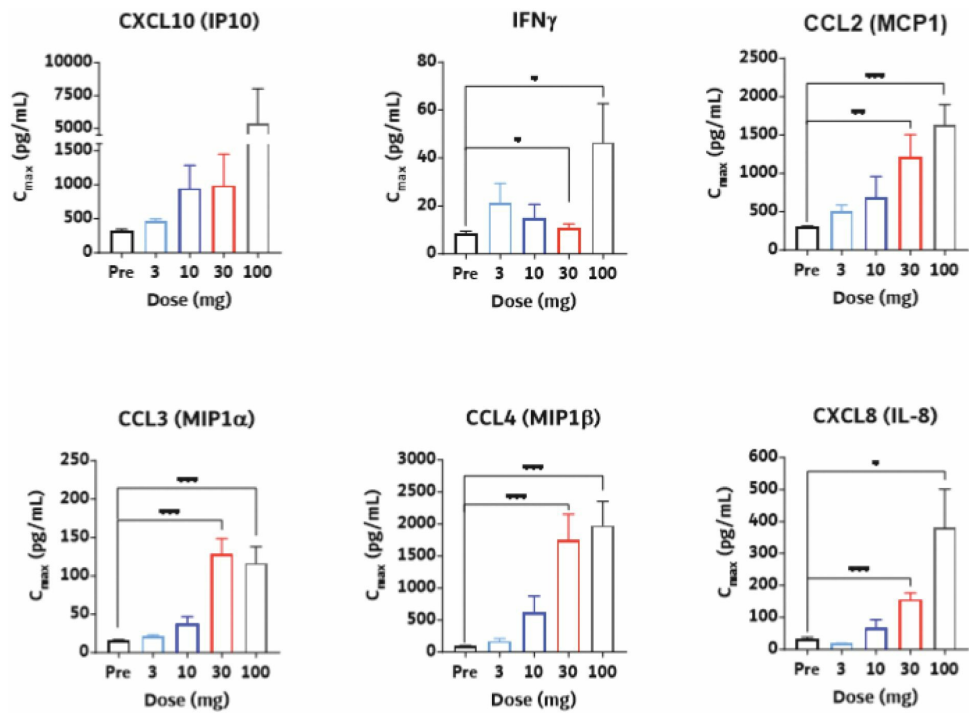 CXCL10 (IP10)
Cmax (pg/mL)
10000
7500
5000
1500
1000
500
0
Pre 3 10 30 100
Dose (mg)
IFNγ
Cmax (pg/mL)
80
60
40
20
0
Pre 3 10 30 100
Dose (mg)
CCL2 (MCP1)
Cmax (pg/mL)
2500
2000
1500
1000
500
0
Pre 3 10 30 100
Dose (mg)
CCL3 (MIP1α)
Cmax (pg/mL)
250
200
150
100
50
0
Pre 3 10 30 100
Dose (mg)
CCL4 (MIP1β)
Cmax (pg/mL)
3000
2500
2000
1500
1000
500
0
Pre 3 10 30 100
Dose (mg)
CXCL8 (IL-8)
Cmax (pg/mL)
600
500
400
300
200
100
0
Pre 3 10 30 100
Dose (mg)